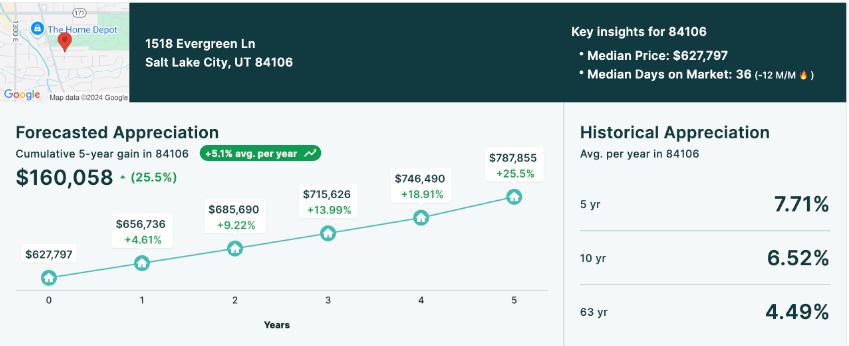 171
1300 E
The Home Depot
Google
Map data ©2024 Google
1518 Evergreen Ln
Salt Lake City, UT 84106
Key insights for 84106
• Median Price: $627,797
• Median Days on Market: 36 (-12 M/M 🔥)
Forecasted Appreciation
Cumulative 5-year gain in 84106
+5.1% avg. per year
$160,058 (25.5%)
$627,797
$656,736
+4.61%
$685,690
+9.22%
$715,626
+13.99%
$746,490
+18.91%
$787,855
+25.5%
0 1 2 3 4 5
Years
Historical Appreciation
Avg. per year in 84106
5 yr 7.71%
10 yr 6.52%
63 yr 4.49%